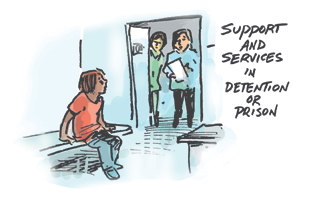 SUPPORT
AND
SERVICES
IN
DETENTION
OR
PRISON